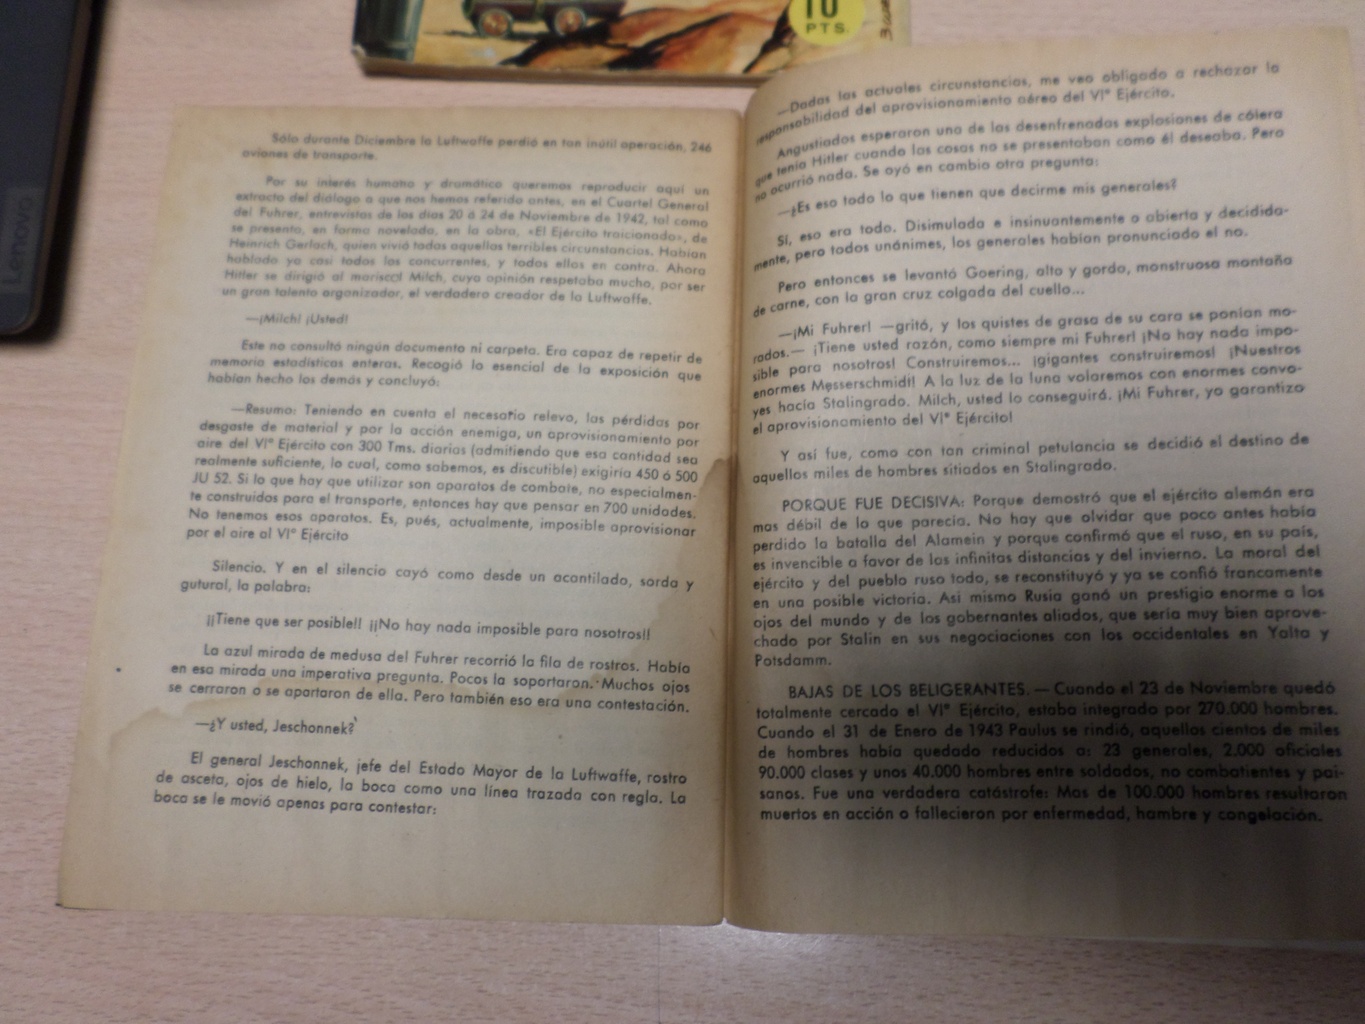 10
PTS.
Lenovo
Sólo durante Diciembre la Luftwaffe perdió en tan inútil operación, 246
aviones de transporte.
Por su interés humano y dramático queremos reproducir aquí un
extracto del diálogo a que nos hemos referido antes, en el Cuartel General
del Fuhrer, entrevistas de los días 20 á 24 de Noviembre de 1942, tal como
se presento, en forma novelada, en la obra, «El Ejército traicionado», de
Heinrich Gerlach, quien vivió todas aquellas terribles circunstancias. Habían
hablado ya casi todos los concurrentes, y todos ellos en contra. Ahora
Hitler se dirigió al mariscal Milch, cuya opinión respetaba mucho, por ser
un gran talento organizador, el verdadero creador de la Luftwaffe.
—¡Milch! ¡Usted!
Este no consultó ningún documento ni carpeta. Era capaz de repetir de
memoria estadísticas enteras. Recogió lo esencial de la exposición que
habían hecho los demás y concluyó:
—Resumo: Teniendo en cuenta el necesario relevo, las pérdidas por
desgaste de material y por la acción enemiga, un aprovisionamiento por
aire del VIº Ejército con 300 Tms. diarias (admitiendo que esa cantidad sea
realmente suficiente, lo cual, como sabemos, es discutible) exigiría 450 ó 500
JU 52. Si lo que hay que utilizar son aparatos de combate, no especialmen-
te construidos para el transporte, entonces hay que pensar en 700 unidades.
No tenemos esos aparatos. Es, pués, actualmente, imposible aprovisionar
por el aire al VIº Ejército
Silencio. Y en el silencio cayó como desde un acantilado, sorda y
gutural, la palabra:
¡¡Tiene que ser posible!! ¡¡No hay nada imposible para nosotros!!
La azul mirada de medusa del Fuhrer recorrió la fila de rostros. Había
en esa mirada una imperativa pregunta. Pocos la soportaron. Muchos ojos
se cerraron o se apartaron de ella. Pero también eso era una contestación.
—¿Y usted, Jeschonnek?
El general Jeschonnek, jefe del Estado Mayor de la Luftwaffe, rostro
de asceta, ojos de hielo, la boca como una línea trazada con regla. La
boca se le movió apenas para contestar:
—Dadas las actuales circunstancias, me veo obligado a rechazar la
responsabilidad del aprovisionamiento aéreo del VIº Ejército.
Angustiados esperaron una de las desenfrenadas explosiones de cólera
que tenía Hitler cuando las cosas no se presentaban como él deseaba. Pero
no ocurrió nada. Se oyó en cambio otra pregunta:
—¿Es eso todo lo que tienen que decirme mis generales?
Sí, eso era todo. Disimulada e insinuantemente o abierta y decidida-
mente, pero todos unánimes, los generales habían pronunciado el no.
Pero entonces se levantó Goering, alto y gordo, monstruosa montaña
de carne, con la gran cruz colgada del cuello...
—¡Mi Fuhrer! —gritó, y los quistes de grasa de su cara se ponían mo-
rados.— ¡Tiene usted razón, como siempre mi Fuhrer! ¡No hay nada impo-
sible para nosotros! Construiremos... ¡gigantes construiremos! ¡Nuestros
enormes Messerschmidt! A la luz de la luna volaremos con enormes convo-
yes hacía Stalingrado. Milch, usted lo conseguirá. ¡Mi Fuhrer, yo garantizo
el aprovisionamiento del VIº Ejército!
Y así fue, como con tan criminal petulancia se decidió el destino de
aquellos miles de hombres sitiados en Stalingrado.
PORQUE FUE DECISIVA: Porque demostró que el ejército alemán era
mas débil de lo que parecia. No hay que olvidar que poco antes había
perdido la batalla del Alamein y porque confirmó que el ruso, en su país,
es invencible a favor de las infinitas distancias y del invierno. La moral del
ejército y del pueblo ruso todo, se reconstituyó y ya se confió francamente
en una posible victoria. Asi mismo Rusia ganó un prestigio enorme a los
ojos del mundo y de los gobernantes aliados, que sería muy bien aprove-
chado por Stalin en sus negociaciones con los occidentales en Yalta y
Potsdamm.
BAJAS DE LOS BELIGERANTES. — Cuando el 23 de Noviembre quedó
totalmente cercado el VIº Ejército, estaba integrado por 270.000 hombres.
Cuando el 31 de Enero de 1943 Paulus se rindió, aquellos cientos de miles
de hombres había quedado reducidos a: 23 generales, 2.000 oficiales
90.000 clases y unos 40.000 hombres entre soldados, no combatientes y pai-
sanos. Fue una verdadera catástrofe: Mas de 100.000 hombres resultaron
muertos en acción o fallecieron por enfermedad, hambre y congelación.